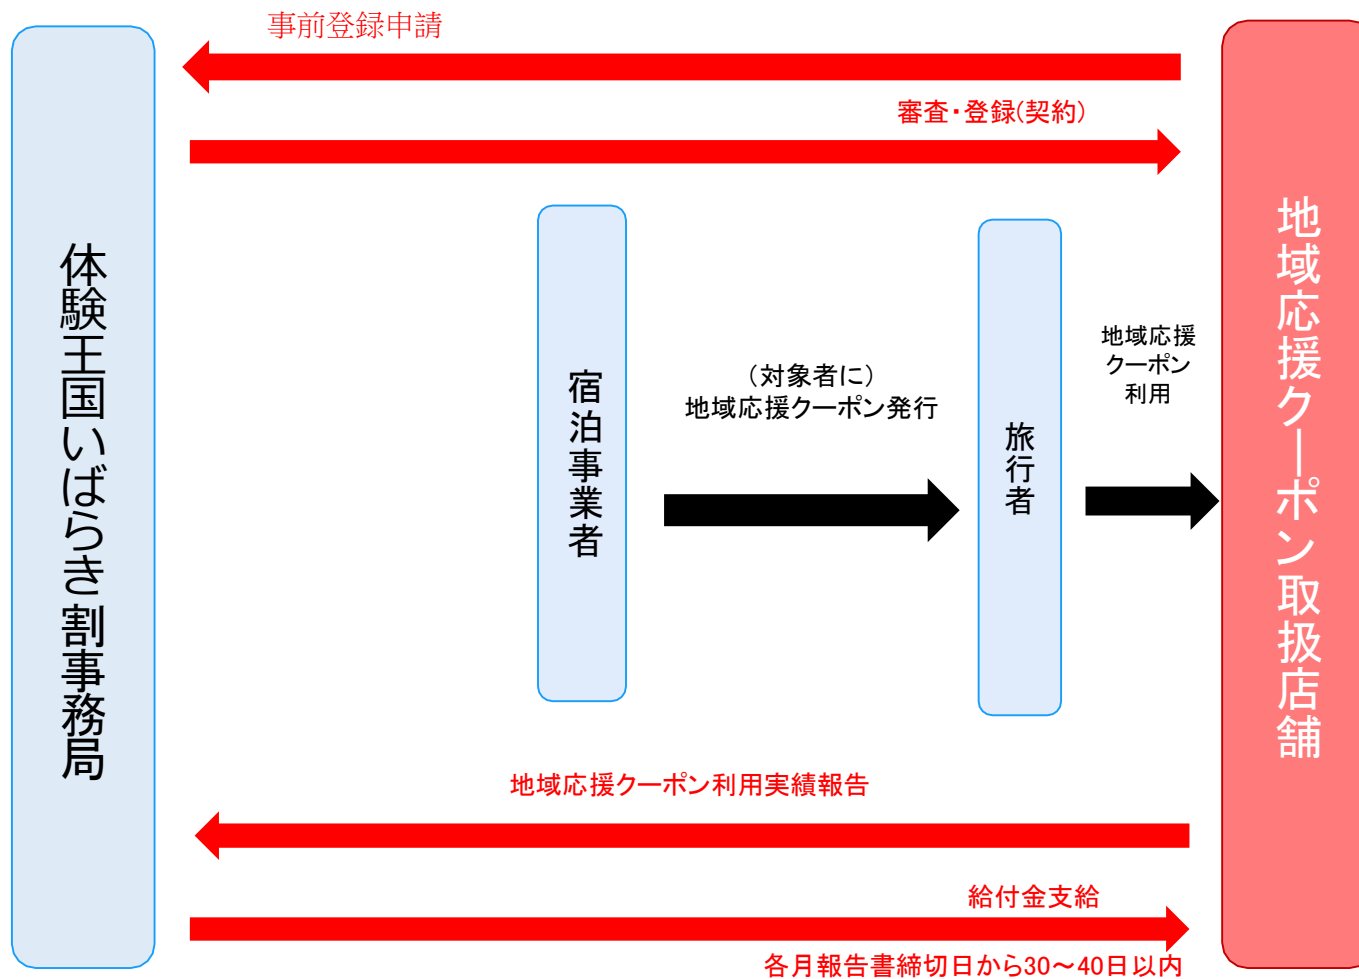 事前登録申請
審査・登録(契約)
体験王国いばらき割事務局
宿泊事業者
(対象者に)
地域応援クーポン発行
旅行者
地域応援
クーポン
利用
地域応援クーポン取扱店舗
地域応援クーポン利用実績報告
給付金支給
各月報告書締切日から30～40日以内